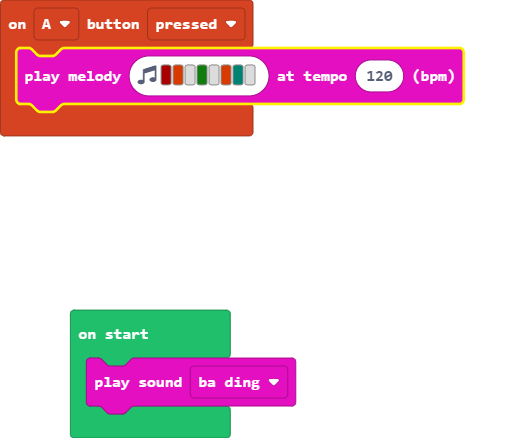 on A button pressed
play melody at tempo 120 (bpm)
on start
play sound ba ding